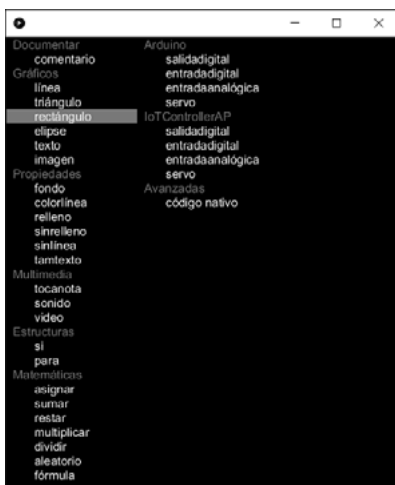 Documentar
comentario
Gráficos
línea
triángulo
rectángulo
elipse
texto
imagen
Propiedades
fondo
colorlínea
relleno
sinrelleno
sinlínea
tamtexto
Multimedia
tocanota
sonido
video
Estructuras
si
para
Matemáticas
asignar
sumar
restar
multiplicar
dividir
aleatorio
fórmula
Arduino
salidadigital
entradadigital
entradaanalógica
servo
IoTControllerAP
salidadigital
entradadigital
entradaanalógica
servo
Avanzadas
código nativo